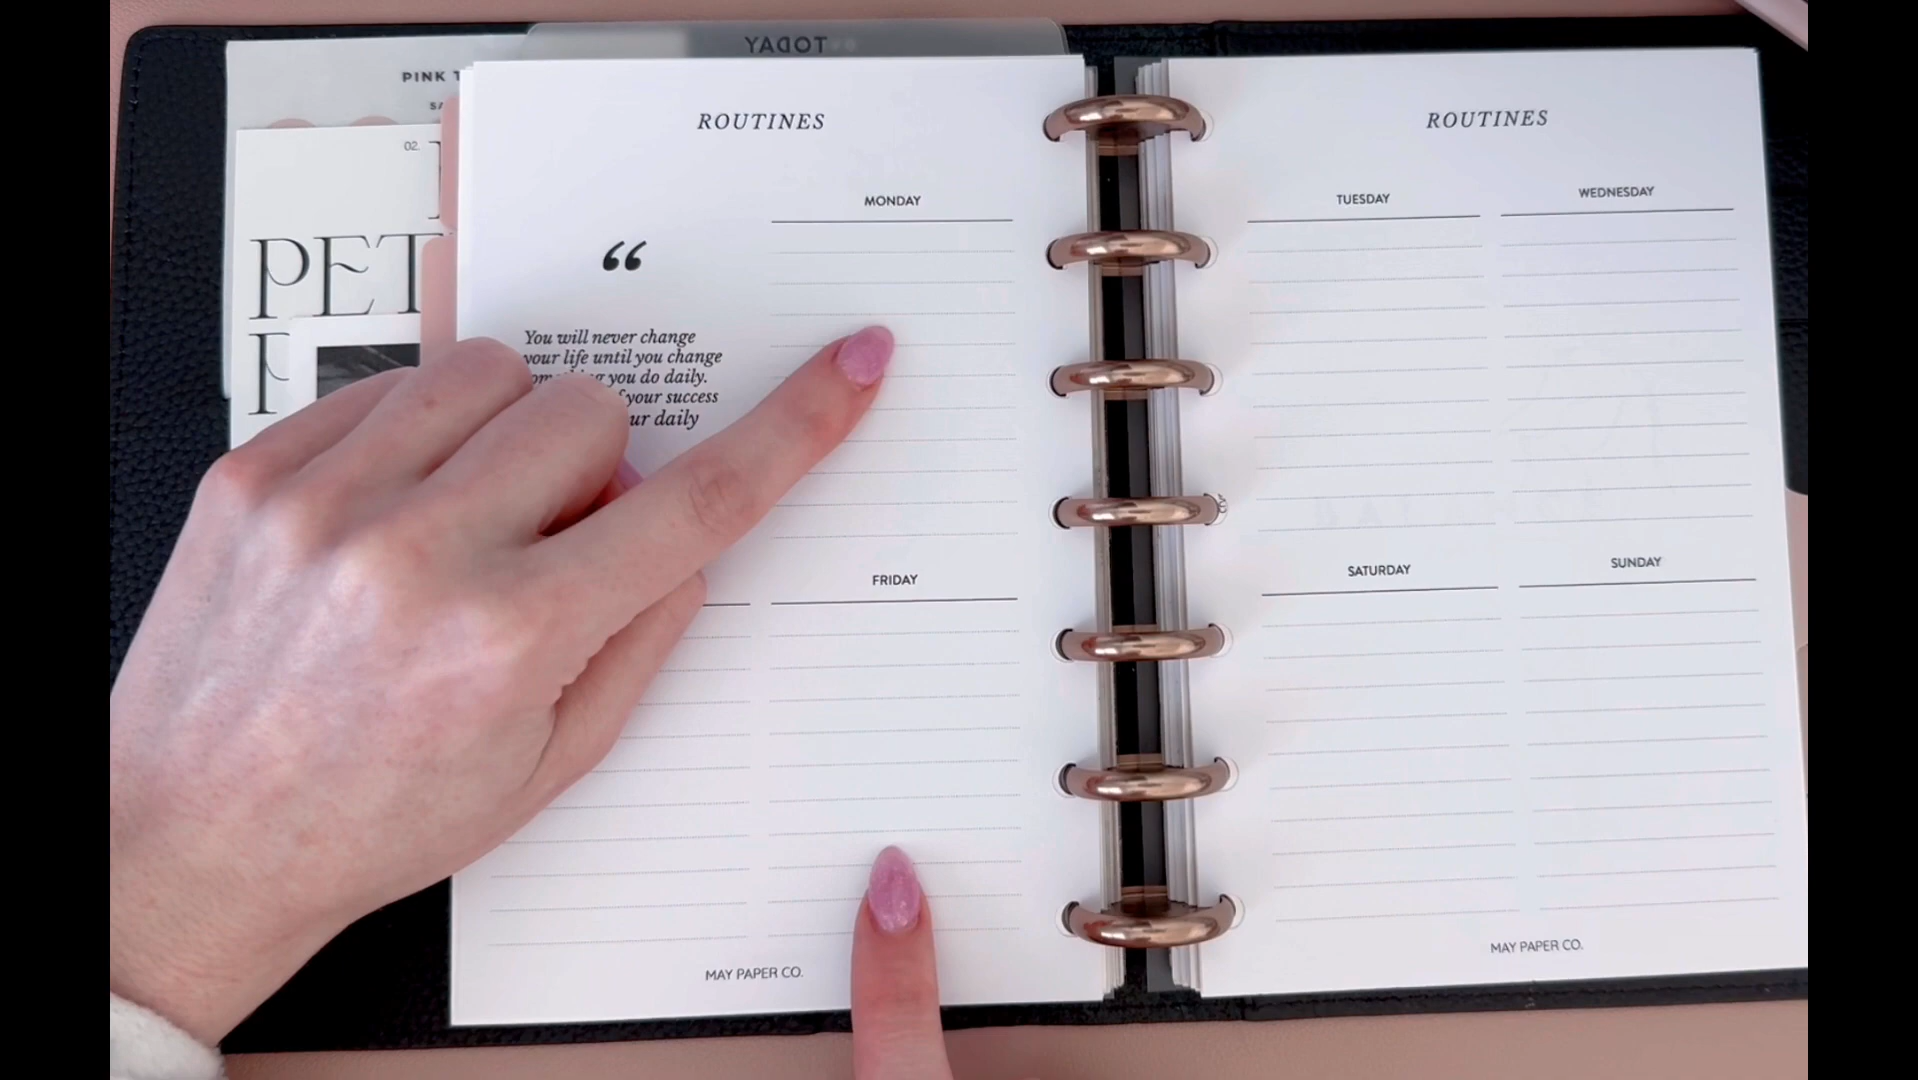 YADOT
PINK
02.
PET
ROUTINES
MONDAY
“
You will never change
your life until you change
you do daily.
your success
daily
FRIDAY
MAY PAPER CO.
ROUTINES
TUESDAY
WEDNESDAY
SATURDAY
SUNDAY
MAY PAPER CO.